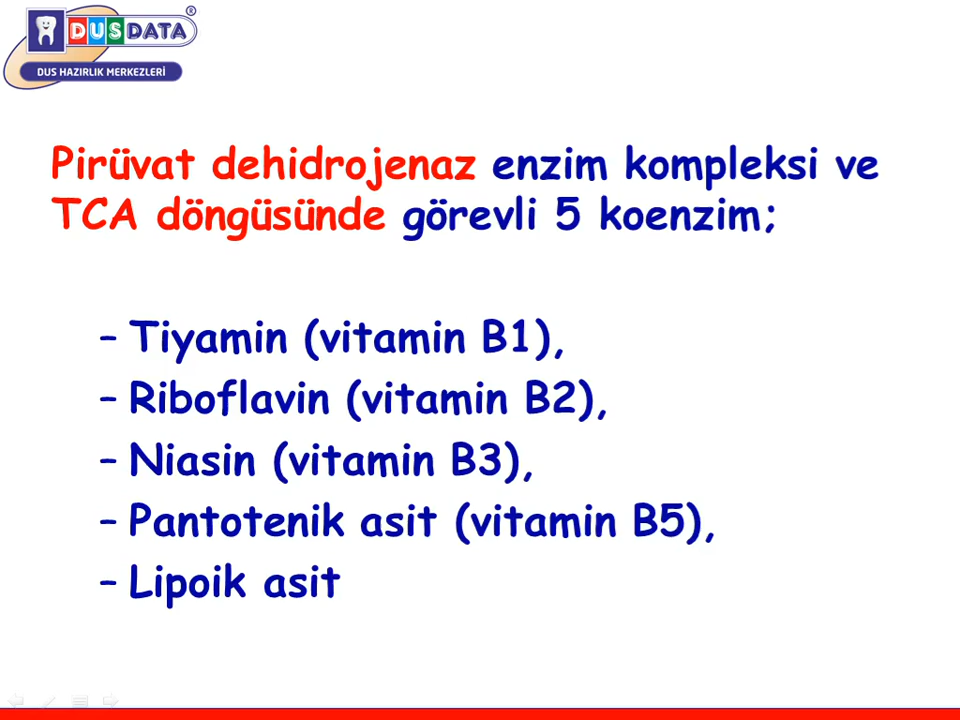 DUSDATA®
DUS HAZIRLIK MERKEZLERİ
Pirüvat dehidrojenaz enzim kompleksi ve
TCA döngüsünde görevli 5 koenzim;
– Tiyamin (vitamin B1),
– Riboflavin (vitamin B2),
– Niasin (vitamin B3),
– Pantotenik asit (vitamin B5),
– Lipoik asit